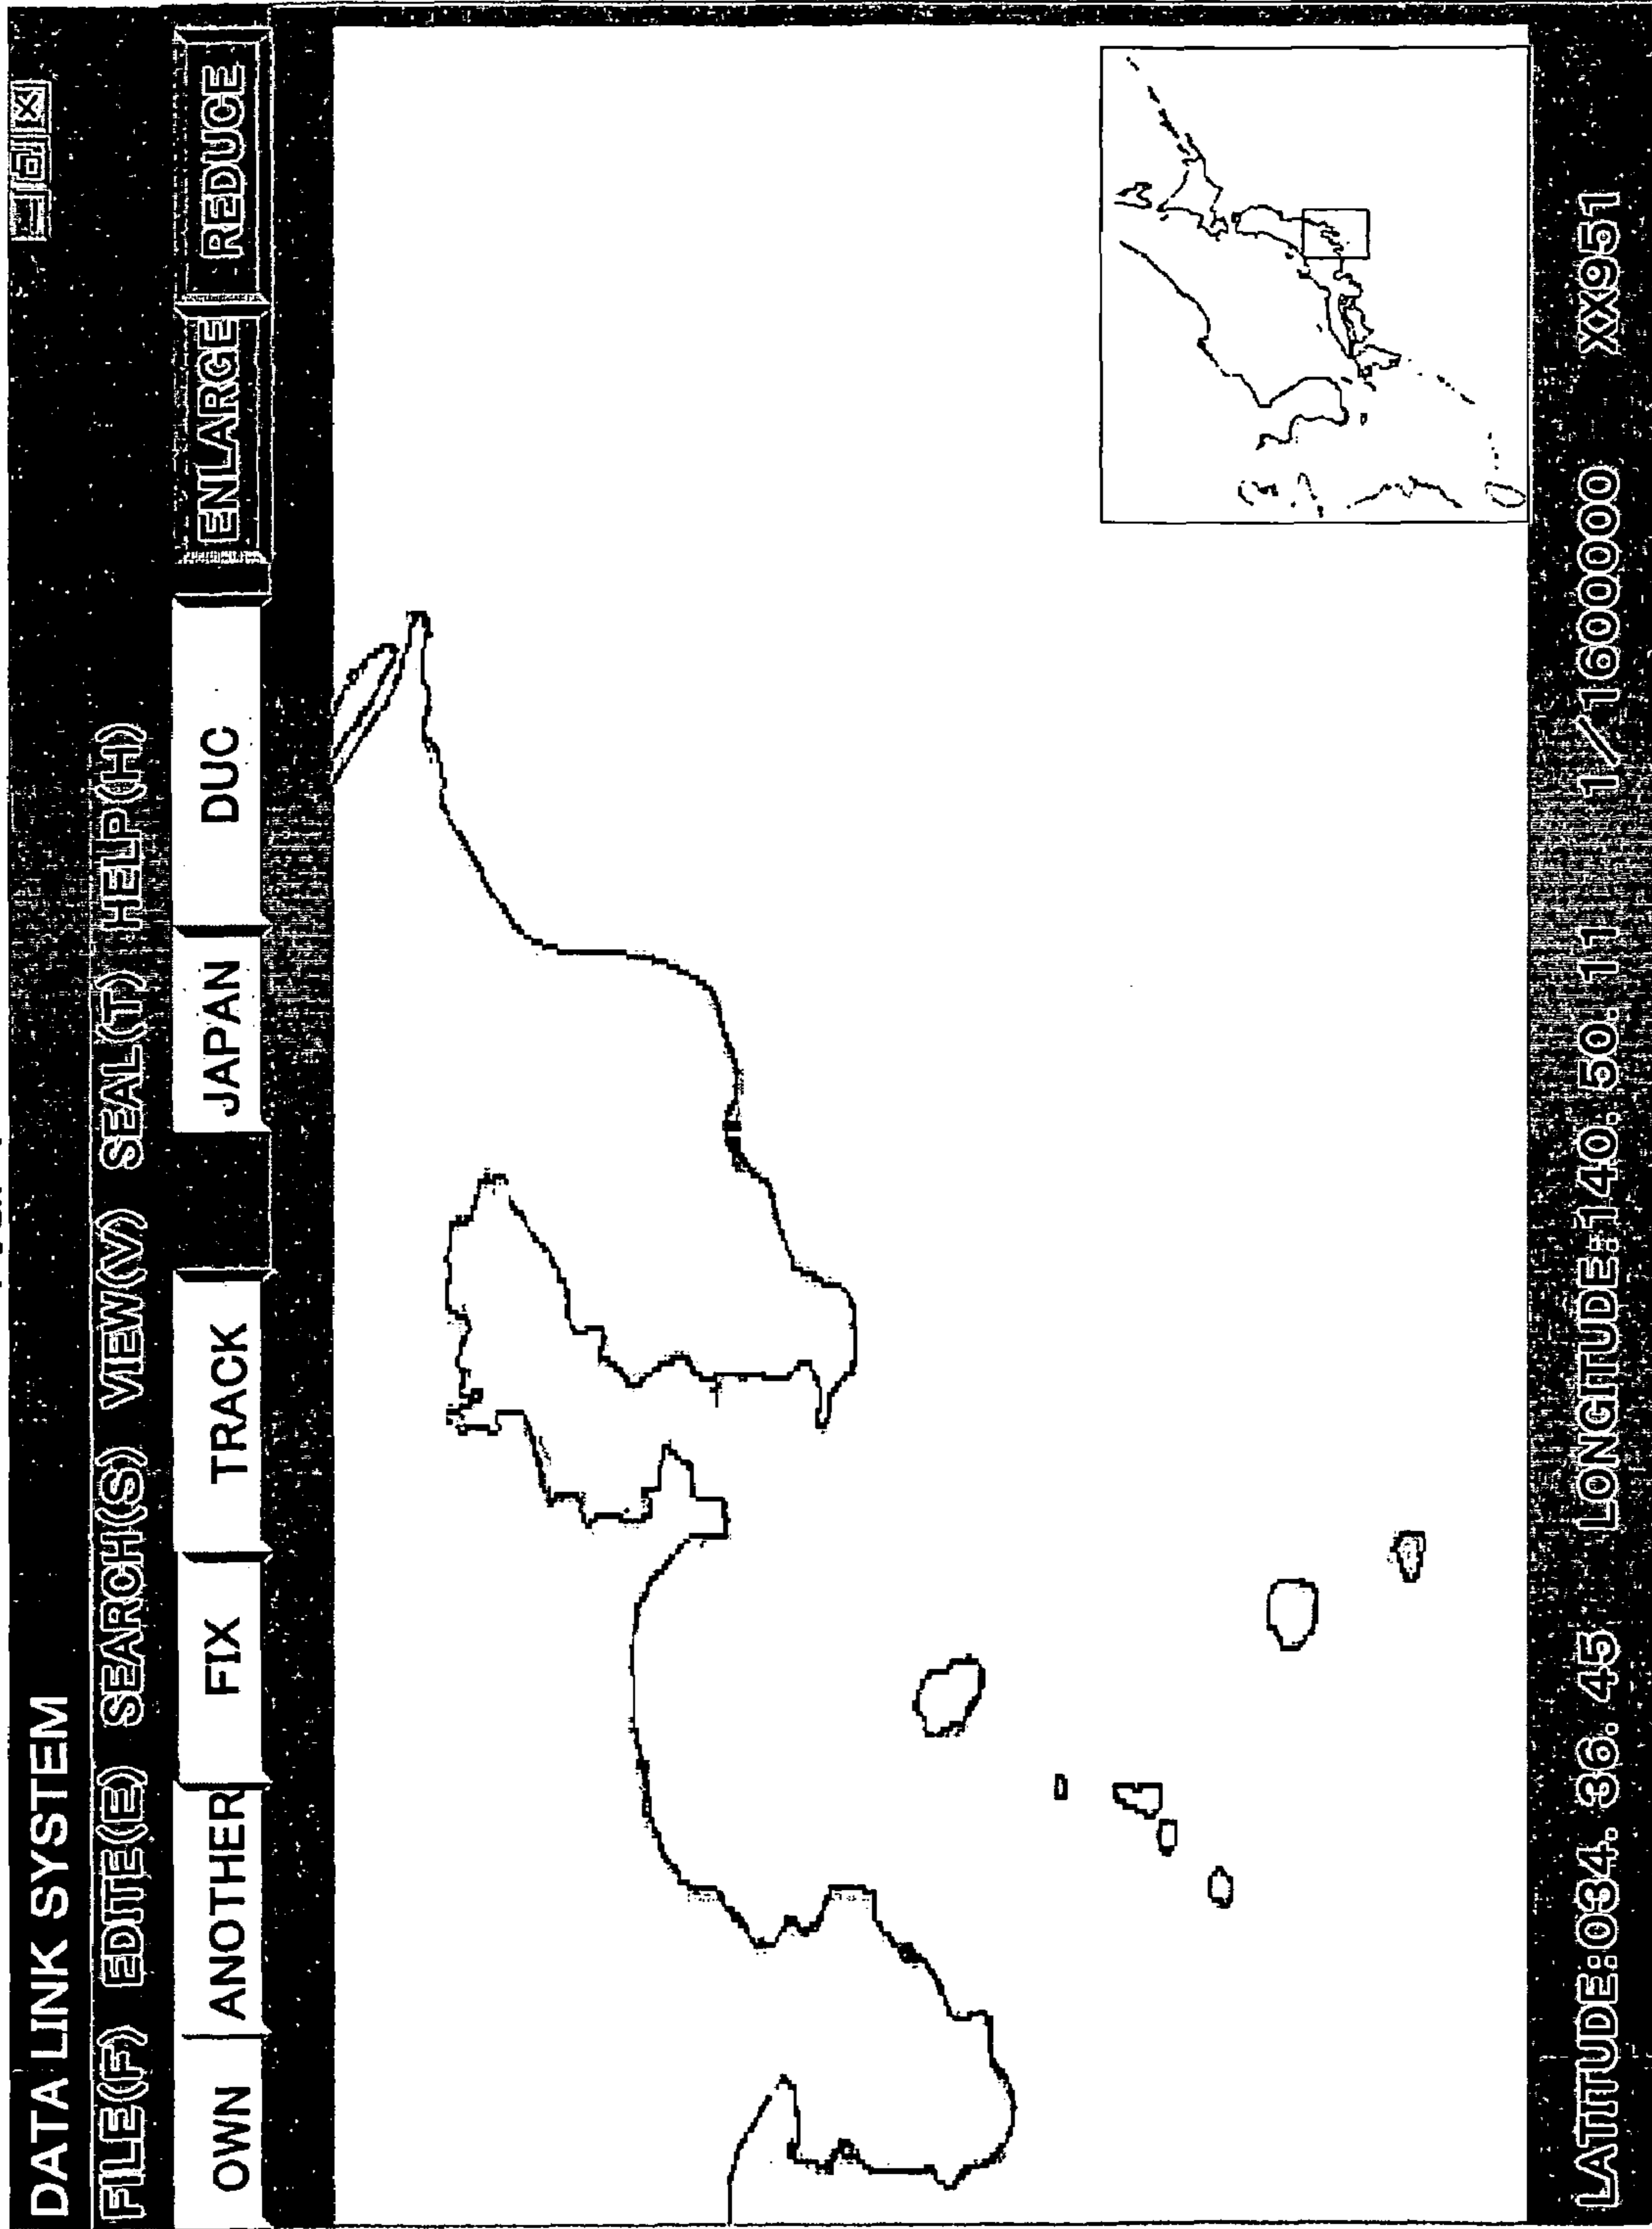 DATA LINK SYSTEM
FILE(F) EDITE(E) SEARCH(S) VIEW(V) SEAL(T) HELP(H)
OWN ANOTHER FIX TRACK JAPAN DUC ENLARGE REDUCE
LATITUDE:034. 36. 45 LONGITUDE:140. 50. 11 1/1600000 XX951